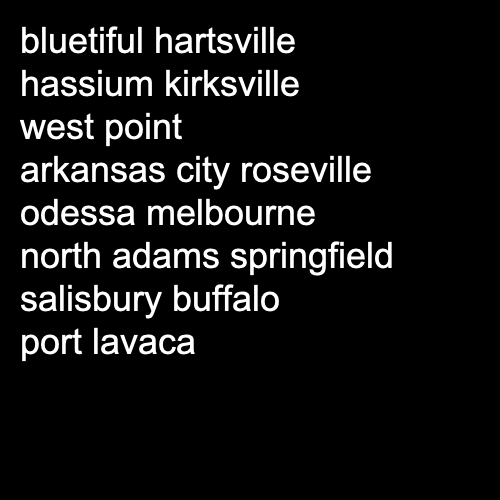 bluetiful hartsville
hassium kirksville
west point
arkansas city roseville
odessa melbourne
north adams springfield
salisbury buffalo
port lavaca